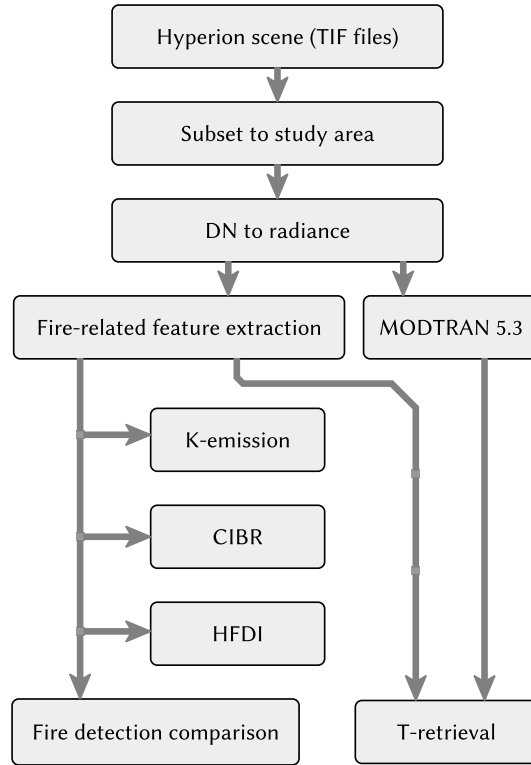 Hyperion scene (TIF files)
Subset to study area
DN to radiance
Fire-related feature extraction
MODTRAN 5.3
K-emission
CIBR
HFDI
Fire detection comparison
T-retrieval